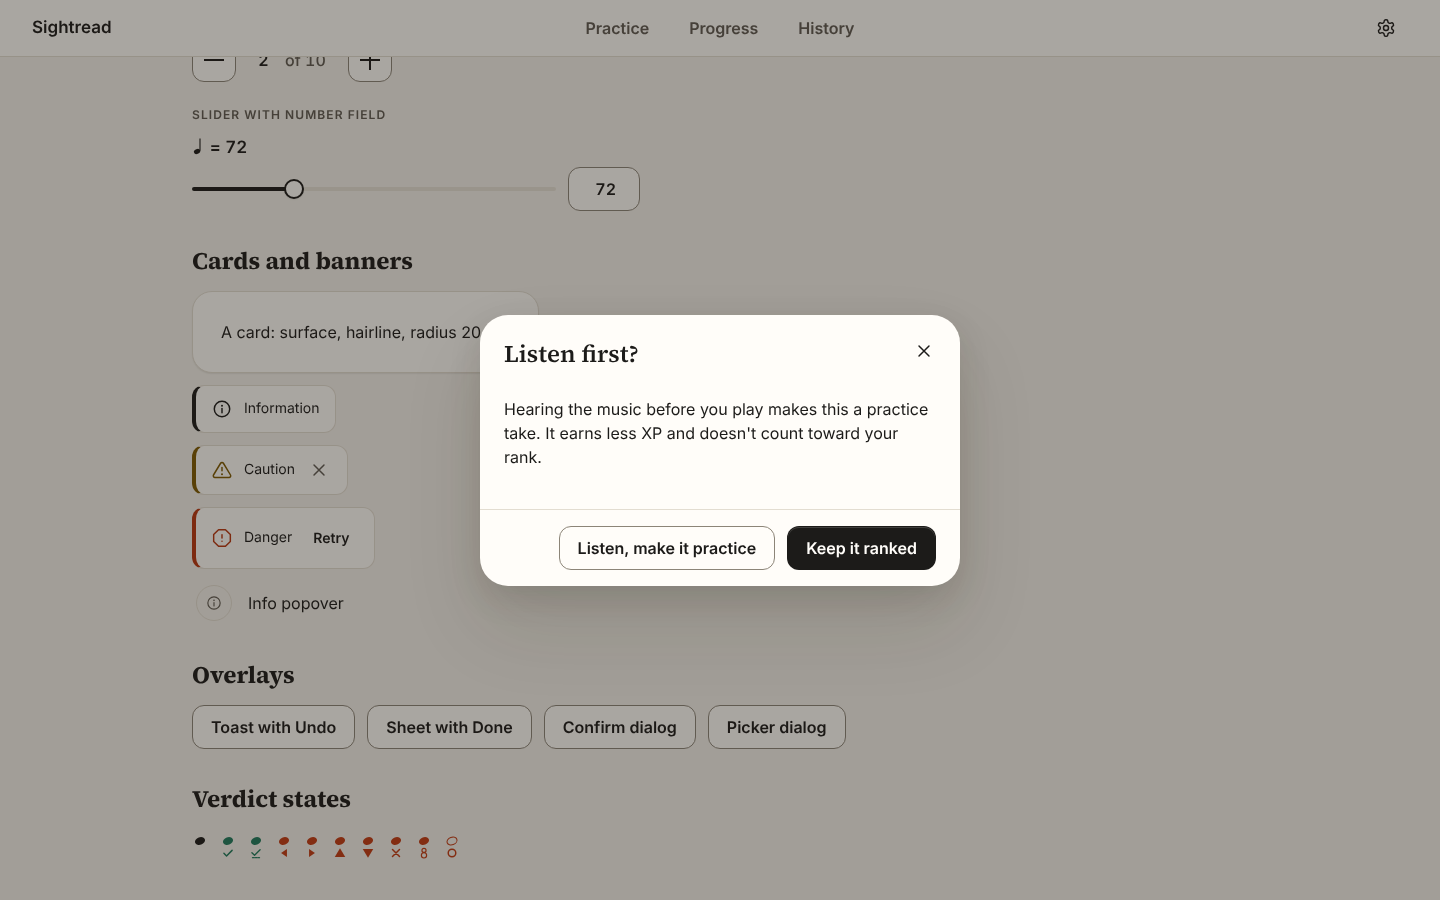 Sightread
Practice
Progress
History
2 of 10
SLIDER WITH NUMBER FIELD
♩ = 72
72
Cards and banners
A card: surface, hairline, radius 20
Information
Caution
Danger
Retry
Info popover
Listen first?
Hearing the music before you play makes this a practice
take. It earns less XP and doesn't count toward your
rank.
Listen, make it practice
Keep it ranked
Overlays
Toast with Undo
Sheet with Done
Confirm dialog
Picker dialog
Verdict states